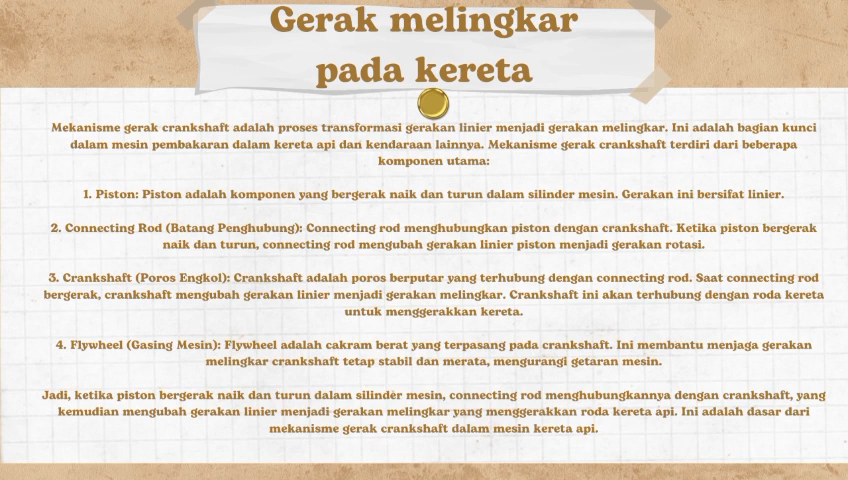 Gerak melingkar
pada kereta
Mekanisme gerak crankshaft adalah proses transformasi gerakan linier menjadi gerakan melingkar. Ini adalah bagian kunci
dalam mesin pembakaran dalam kereta api dan kendaraan lainnya. Mekanisme gerak crankshaft terdiri dari beberapa
komponen utama:
1. Piston: Piston adalah komponen yang bergerak naik dan turun dalam silinder mesin. Gerakan ini bersifat linier.
2. Connecting Rod (Batang Penghubung): Connecting rod menghubungkan piston dengan crankshaft. Ketika piston bergerak
naik dan turun, connecting rod mengubah gerakan linier piston menjadi gerakan rotasi.
3. Crankshaft (Poros Engkol): Crankshaft adalah poros berputar yang terhubung dengan connecting rod. Saat connecting rod
bergerak, crankshaft mengubah gerakan linier menjadi gerakan melingkar. Crankshaft ini akan terhubung dengan roda kereta
untuk menggerakkan kereta.
4. Flywheel (Gasing Mesin): Flywheel adalah cakram berat yang terpasang pada crankshaft. Ini membantu menjaga gerakan
melingkar crankshaft tetap stabil dan merata, mengurangi getaran mesin.
Jadi, ketika piston bergerak naik dan turun dalam silinder mesin, connecting rod menghubungkannya dengan crankshaft, yang
kemudian mengubah gerakan linier menjadi gerakan melingkar yang menggerakkan roda kereta api. Ini adalah dasar dari
mekanisme gerak crankshaft dalam mesin kereta api.